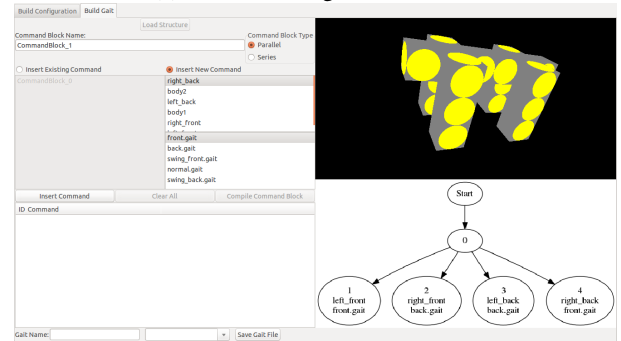 Build Configuration Build Gait
Load Structure
Command Block Name:
Command Block Type
CommandBlock_1
Parallel
Series
Insert Existing Command
Insert New Command
CommandBlock_0
right_back
body2
left_back
body1
right_front
front.gait
back.gait
swing_front.gait
normal.gait
swing_back.gait
Insert Command
Clear All
Compile Command Block
ID Command
Gait Name:
Save Gait File
Start
0
1
left_front
front.gait
2
right_front
back.gait
3
left_back
back.gait
4
right_back
front.gait